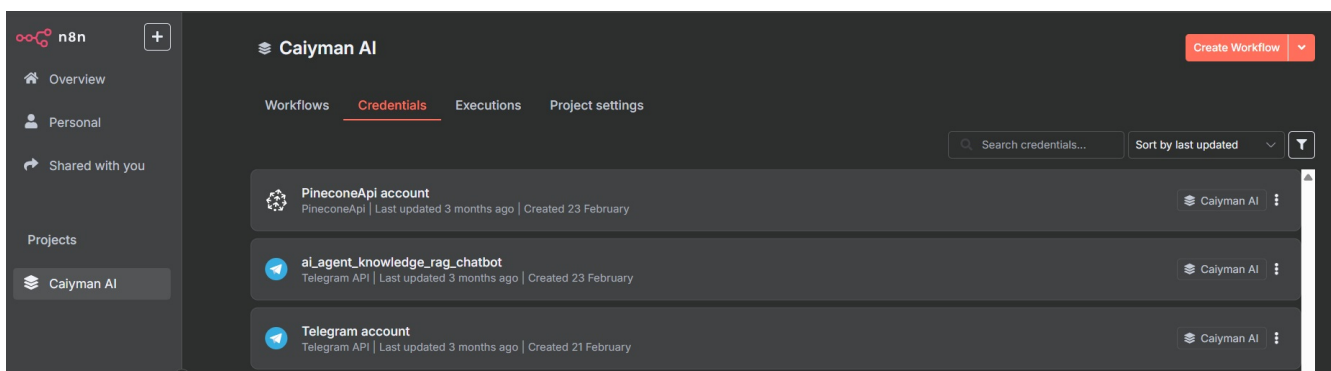 n8n
+
Overview
Personal
Shared with you
Projects
Caiyman AI
Caiyman AI
Create Workflow
Workflows Credentials Executions Project settings
Search credentials... Sort by last updated
PineconeApi account
PineconeApi | Last updated 3 months ago | Created 23 February
Caiyman AI
ai_agent_knowledge_rag_chatbot
Telegram API | Last updated 3 months ago | Created 23 February
Caiyman AI
Telegram account
Telegram API | Last updated 3 months ago | Created 21 February
Caiyman AI